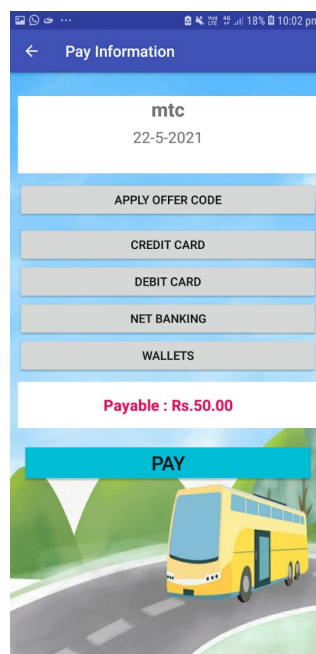 18% 10:02 pm
Pay Information
mtc
22-5-2021
APPLY OFFER CODE
CREDIT CARD
DEBIT CARD
NET BANKING
WALLETS
Payable : Rs.50.00
PAY